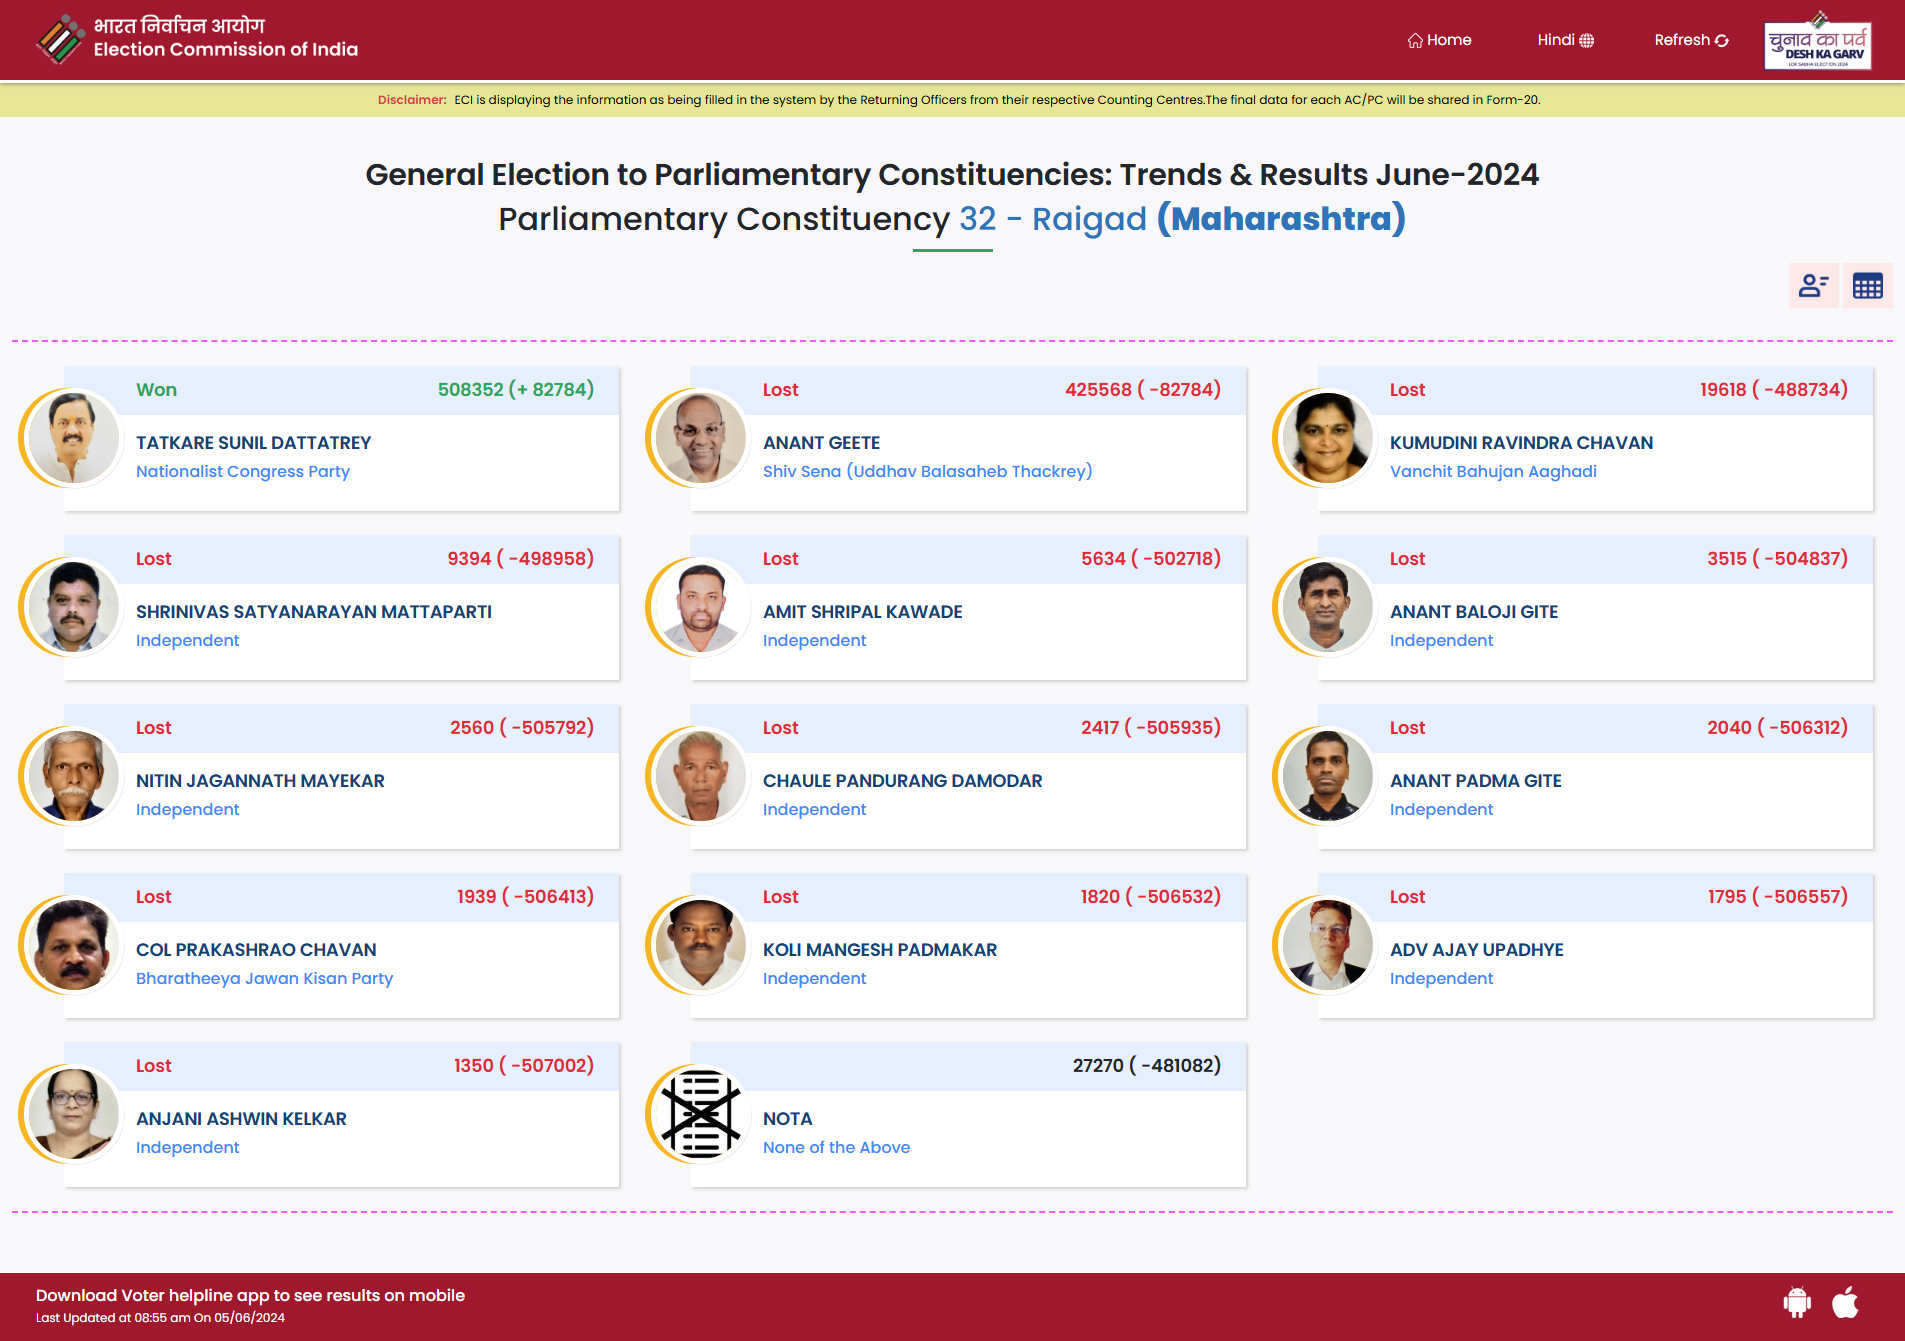 भारत निर्वाचन आयोग
Election Commission of India
Home
Hindi
Refresh
चुनाव का पर्व
DESH KA GARV
LOK SABHA ELECTION 2024
Disclaimer: ECI is displaying the information as being filled in the system by the Returning Officers from their respective Counting Centres.The final data for each AC/PC will be shared in Form-20.
General Election to Parliamentary Constituencies: Trends & Results June-2024
Parliamentary Constituency 32 - Raigad (Maharashtra)
Won 508352 (+ 82784)
TATKARE SUNIL DATTATREY
Nationalist Congress Party
Lost 425568 ( -82784)
ANANT GEETE
Shiv Sena (Uddhav Balasaheb Thackrey)
Lost 19618 ( -488734)
KUMUDINI RAVINDRA CHAVAN
Vanchit Bahujan Aaghadi
Lost 9394 ( -498958)
SHRINIVAS SATYANARAYAN MATTAPARTI
Independent
Lost 5634 ( -502718)
AMIT SHRIPAL KAWADE
Independent
Lost 3515 ( -504837)
ANANT BALOJI GITE
Independent
Lost 2560 ( -505792)
NITIN JAGANNATH MAYEKAR
Independent
Lost 2417 ( -505935)
CHAULE PANDURANG DAMODAR
Independent
Lost 2040 ( -506312)
ANANT PADMA GITE
Independent
Lost 1939 ( -506413)
COL PRAKASHRAO CHAVAN
Bharatheeya Jawan Kisan Party
Lost 1820 ( -506532)
KOLI MANGESH PADMAKAR
Independent
Lost 1795 ( -506557)
ADV AJAY UPADHYE
Independent
Lost 1350 ( -507002)
ANJANI ASHWIN KELKAR
Independent
27270 ( -481082)
NOTA
None of the Above
Download Voter helpline app to see results on mobile
Last Updated at 08:55 am On 05/06/2024